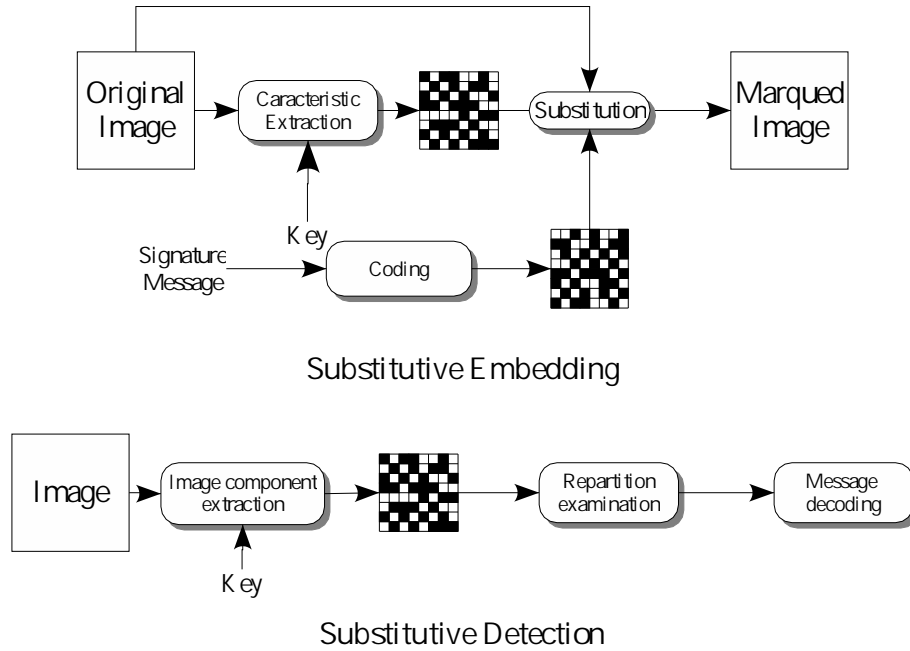 Original
Image
Caracteristic
Extraction
Substitution
Marqued
Image
Key
Signature
Message
Coding
Substitutive Embedding
Image
Image component
extraction
Repartition
examination
Message
decoding
Key
Substitutive Detection